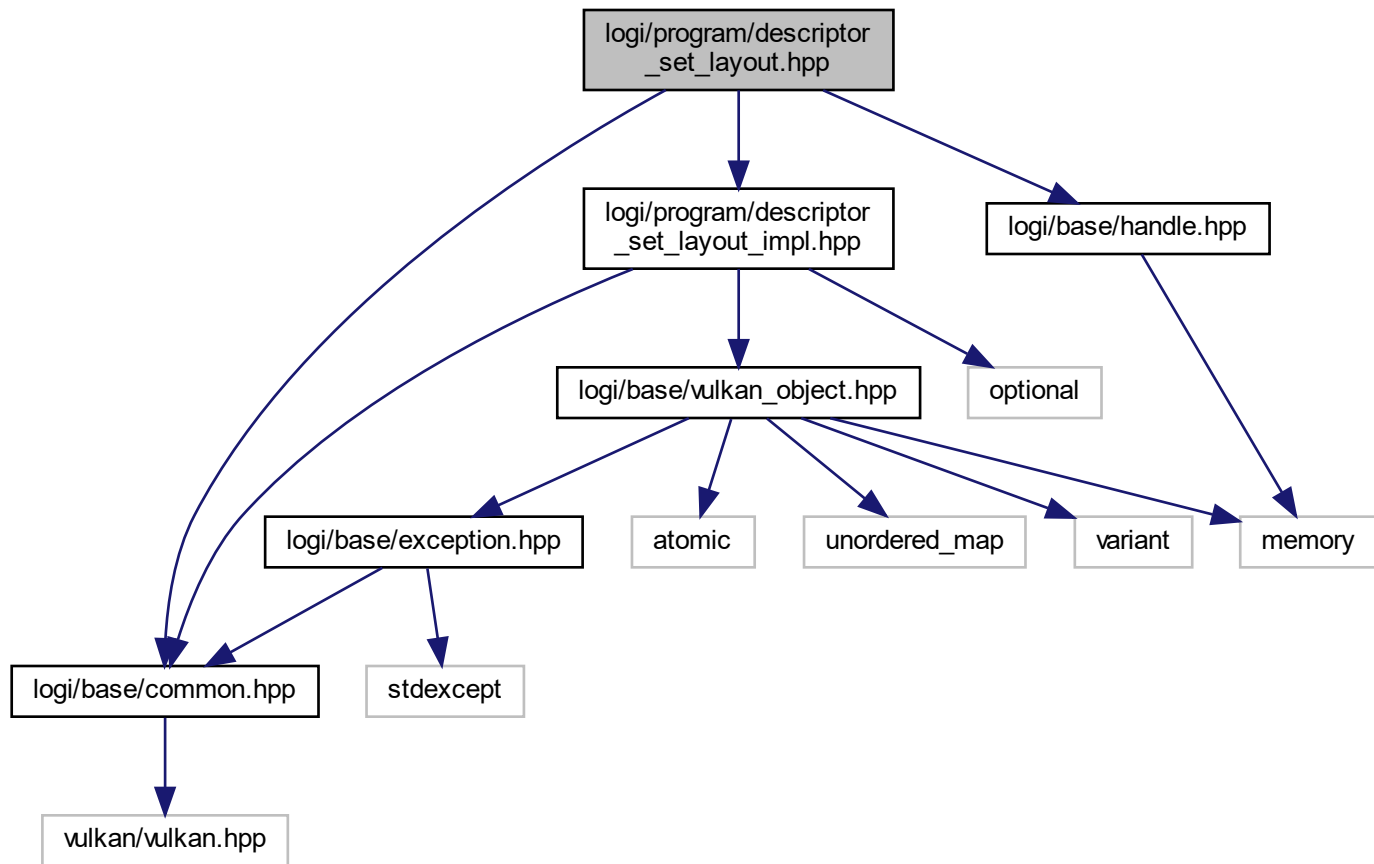 logi/program/descriptor
_set_layout.hpp
logi/program/descriptor
_set_layout_impl.hpp
logi/base/handle.hpp
logi/base/vulkan_object.hpp
optional
logi/base/exception.hpp
atomic
unordered_map
variant
memory
logi/base/common.hpp
stdexcept
vulkan/vulkan.hpp